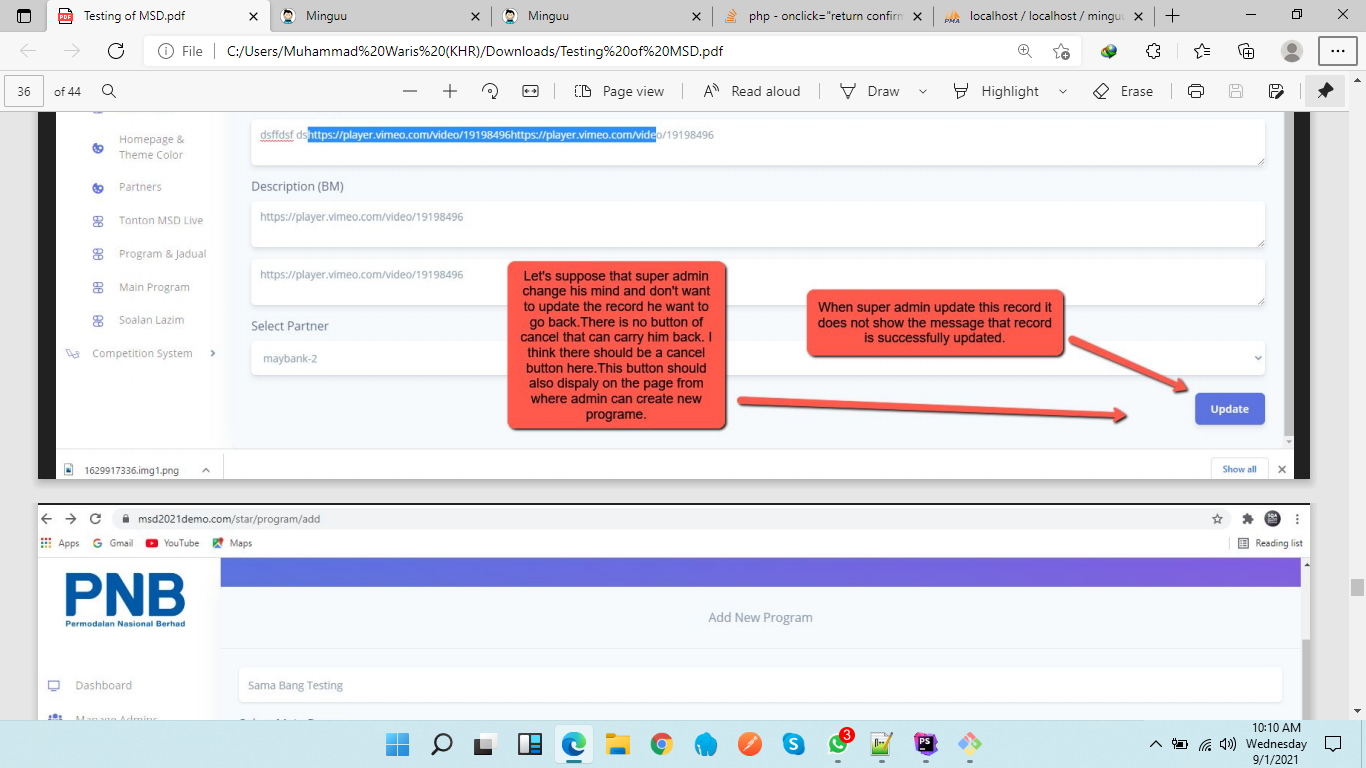 Testing of MSD.pdf
Minguu
Minguu
php - onclick="return confirm
localhost / localhost / mingu
File
C:/Users/Muhammad%20Waris%20(KHR)/Downloads/Testing%20of%20MSD.pdf
36 of 44
Page view
Read aloud
Draw
Highlight
Erase
Homepage &
Theme Color
Partners
Tonton MSD Live
Program & Jadual
Main Program
Soalan Lazim
Competition System
dsffdsf dshttps://player.vimeo.com/video/19198496https://player.vimeo.com/video/19198496
Description (BM)
https://player.vimeo.com/video/19198496
https://player.vimeo.com/video/19198496
Select Partner
maybank-2
Let's suppose that super admin
change his mind and don't want
to update the record he want to
go back.There is no button of
cancel that can carry him back. I
think there should be a cancel
button here.This button should
also dispaly on the page from
where admin can create new
programe.
When super admin update this record it
does not show the message that record
is successfully updated.
Update
1629917336.img1.png
Show all
msd2021demo.com/star/program/add
Apps
Gmail
YouTube
Maps
Reading list
PNB
Permodalan Nasional Berhad
Add New Program
Dashboard
Sama Bang Testing
Manage Admins
3
10:10 AM
Wednesday
9/1/2021